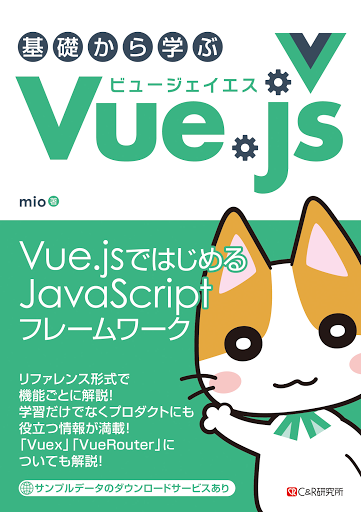 基礎から学ぶ
ビュージェイエス
Vue.js
mio 著
Vue.jsではじめる
JavaScript
フレームワーク
リファレンス形式で
機能ごとに解説!
学習だけでなくプロダクトにも
役立つ情報が満載!
「Vuex」「VueRouter」に
ついても解説!
サンプルデータのダウンロードサービスあり
C&R研究所